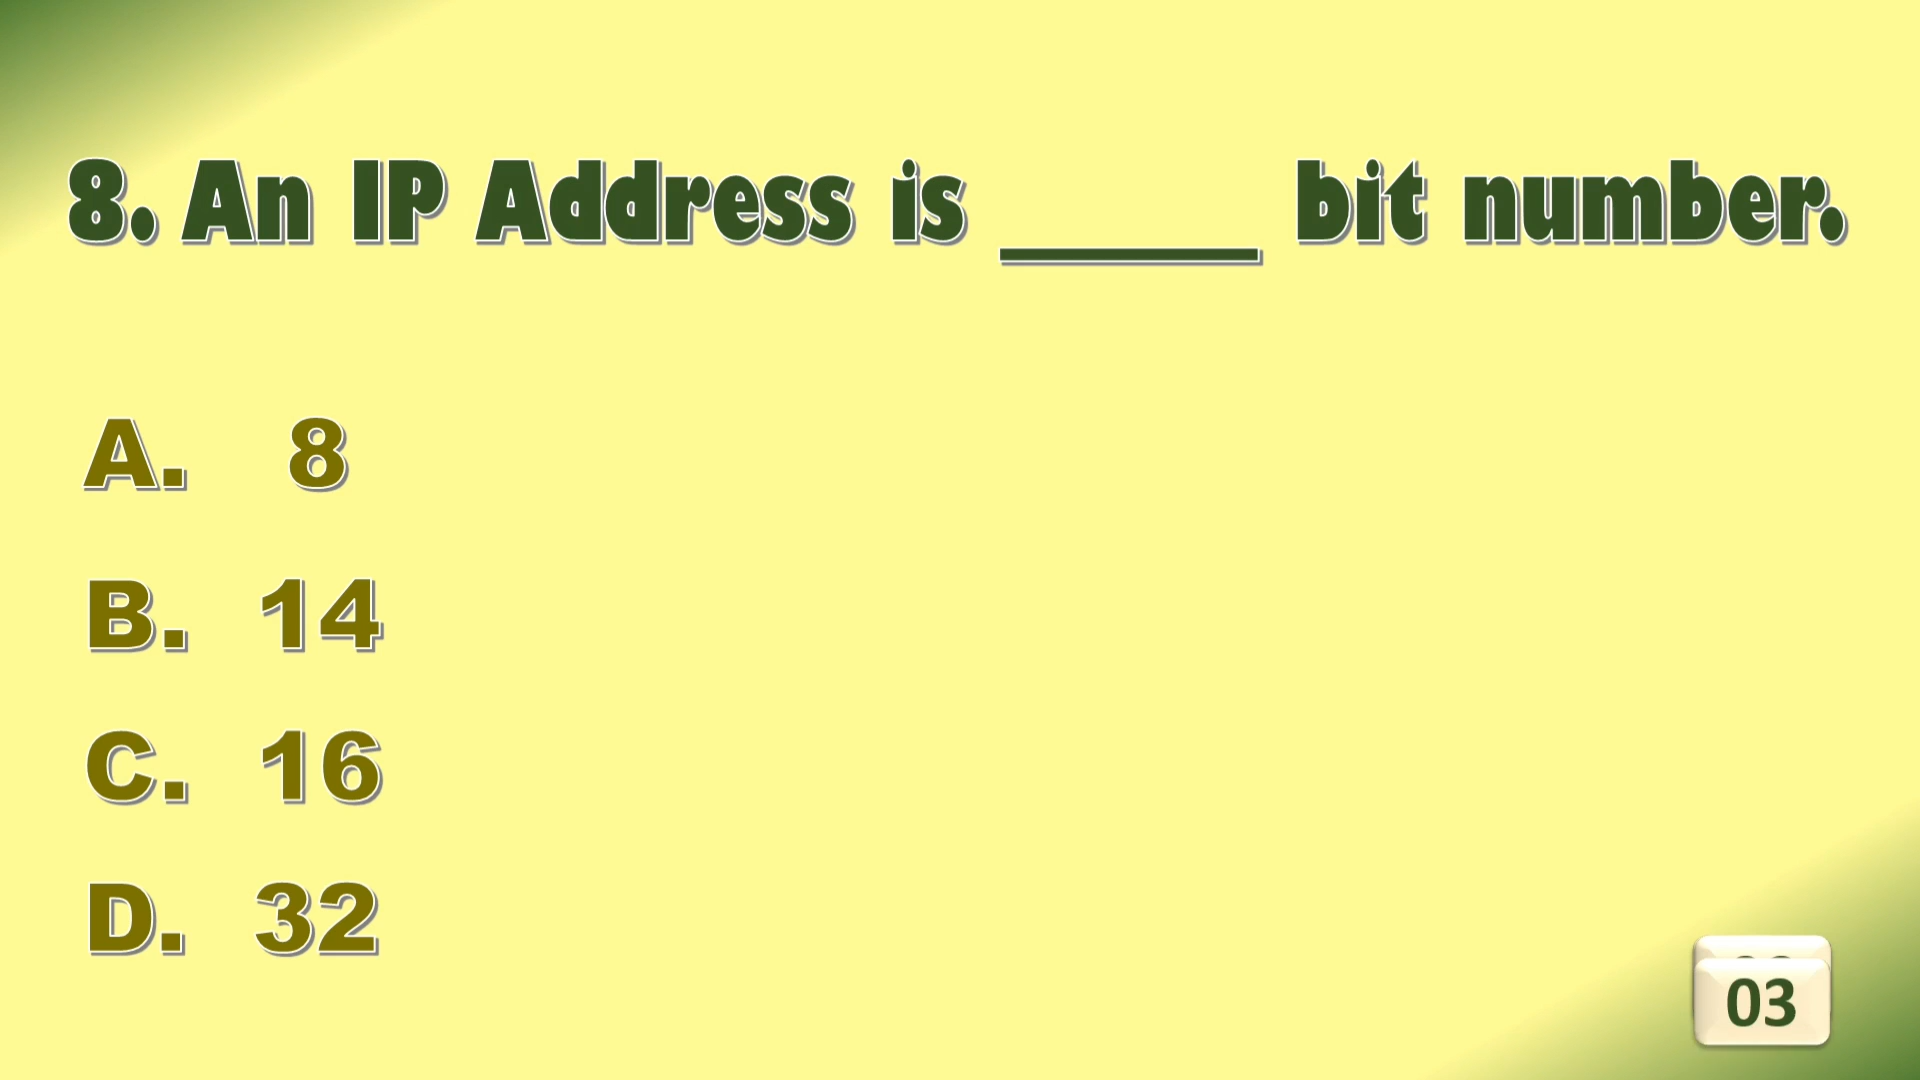 8. An IP Address is _____ bit number.
A. 8
B. 14
C. 16
D. 32
03